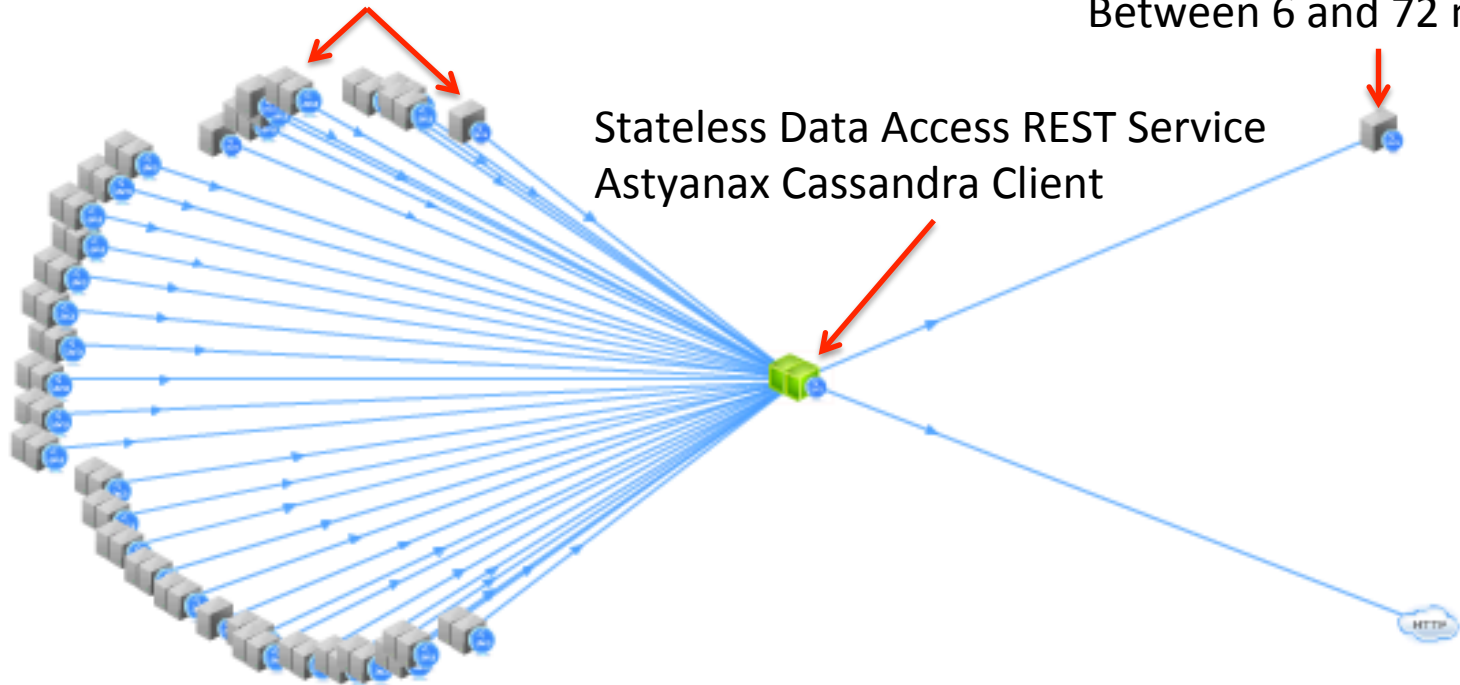 Between 6 and 72
Stateless Data Access REST Service
Astyanax Cassandra Client
HTTP